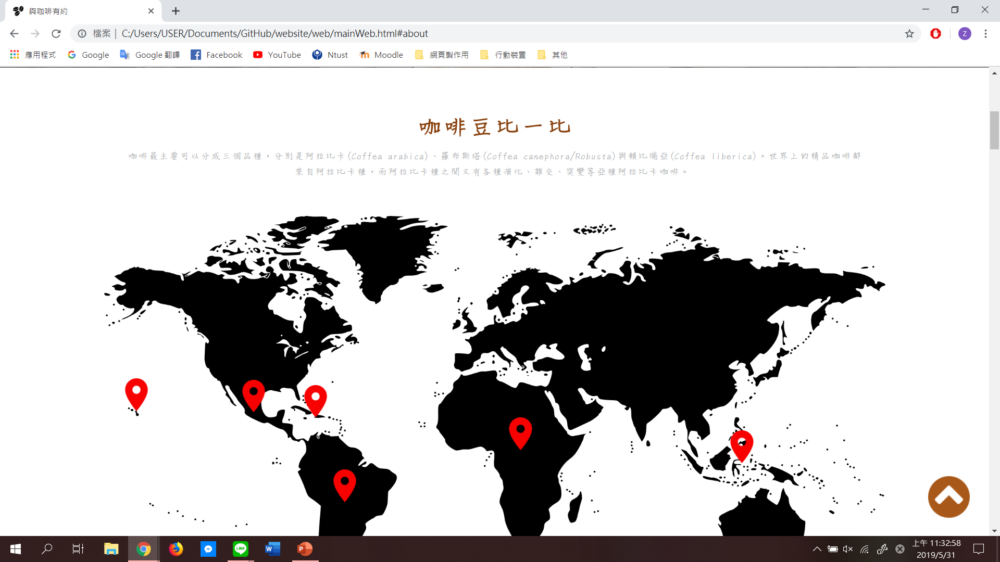 與咖啡有約
檔案 | C:/Users/USER/Documents/GitHub/website/web/mainWeb.html#about
Z
應用程式 Google Google 翻譯 Facebook YouTube Ntust Moodle 網頁製作用 行動裝置 其他
咖啡豆比一比
咖啡最主要可以分成三個品種，分別是阿拉比卡(Coffea arabica)、羅布斯塔(Coffea canephora/Robusta)與賴比瑞亞(Coffea liberica)。世界上的精品咖啡都
來自阿拉比卡種，而阿拉比卡種之間又有各種演化、雜交、突變等亞種阿拉比卡咖啡。
LINE
上午 11:32:58
2019/5/31